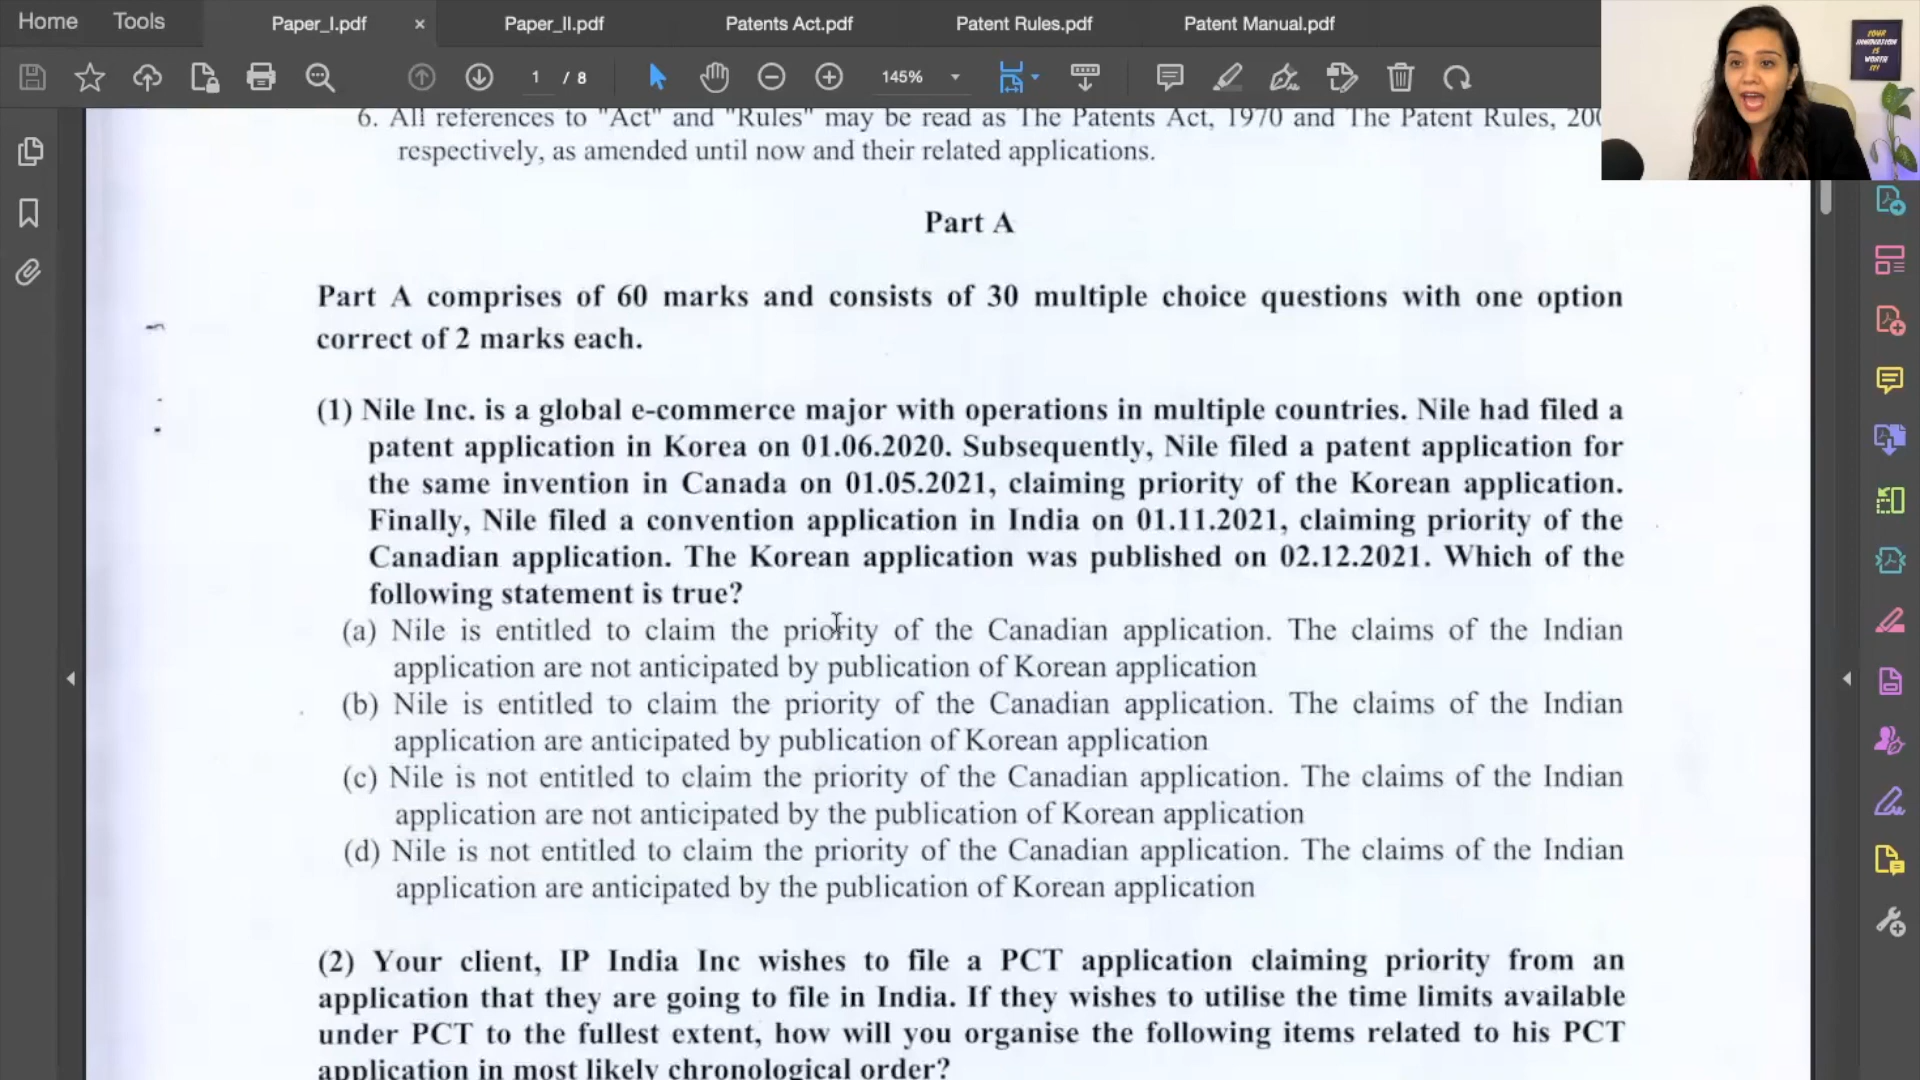 Home Tools Paper_I.pdf × Paper_II.pdf Patents Act.pdf Patent Rules.pdf Patent Manual.pdf
1 / 8 145%
YOUR
INNOVATION
IS
WORTH
IT!
6. All references to "Act" and "Rules" may be read as The Patents Act, 1970 and The Patent Rules, 200
respectively, as amended until now and their related applications.
Part A
Part A comprises of 60 marks and consists of 30 multiple choice questions with one option
correct of 2 marks each.
(1) Nile Inc. is a global e-commerce major with operations in multiple countries. Nile had filed a
patent application in Korea on 01.06.2020. Subsequently, Nile filed a patent application for
the same invention in Canada on 01.05.2021, claiming priority of the Korean application.
Finally, Nile filed a convention application in India on 01.11.2021, claiming priority of the
Canadian application. The Korean application was published on 02.12.2021. Which of the
following statement is true?
(a) Nile is entitled to claim the priority of the Canadian application. The claims of the Indian
application are not anticipated by publication of Korean application
(b) Nile is entitled to claim the priority of the Canadian application. The claims of the Indian
application are anticipated by publication of Korean application
(c) Nile is not entitled to claim the priority of the Canadian application. The claims of the Indian
application are not anticipated by the publication of Korean application
(d) Nile is not entitled to claim the priority of the Canadian application. The claims of the Indian
application are anticipated by the publication of Korean application
(2) Your client, IP India Inc wishes to file a PCT application claiming priority from an
application that they are going to file in India. If they wishes to utilise the time limits available
under PCT to the fullest extent, how will you organise the following items related to his PCT
application in most likely chronological order?